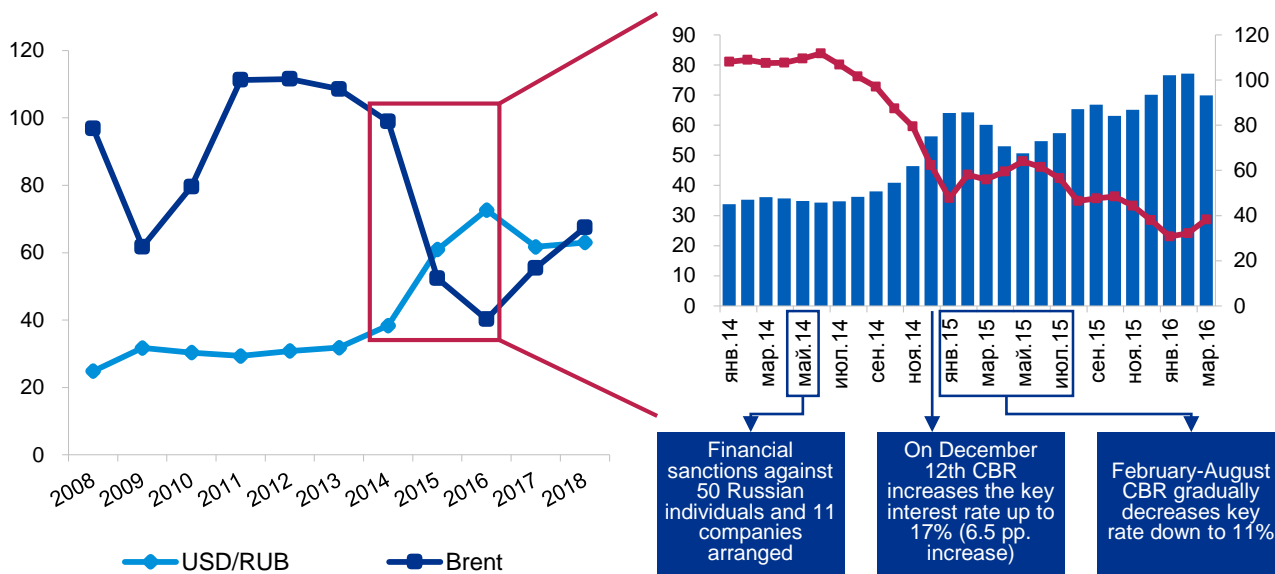 120
100
80
60
40
20
0
2008
2009
2010
2011
2012
2013
2014
2015
2016
2017
2018
USD/RUB
Brent
90
80
70
60
50
40
30
20
10
0
120
100
80
60
40
20
0
янв.14
мар.14
май.14
июл.14
сен.14
ноя.14
янв.15
мар.15
май.15
июл.15
сен.15
ноя.15
янв.16
мар.16
Financial
sanctions against
50 Russian
individuals and 11
companies
arranged
On December
12th CBR
increases the key
interest rate up to
17% (6.5 pp.
increase)
February-August
CBR gradually
decreases key
rate down to 11%